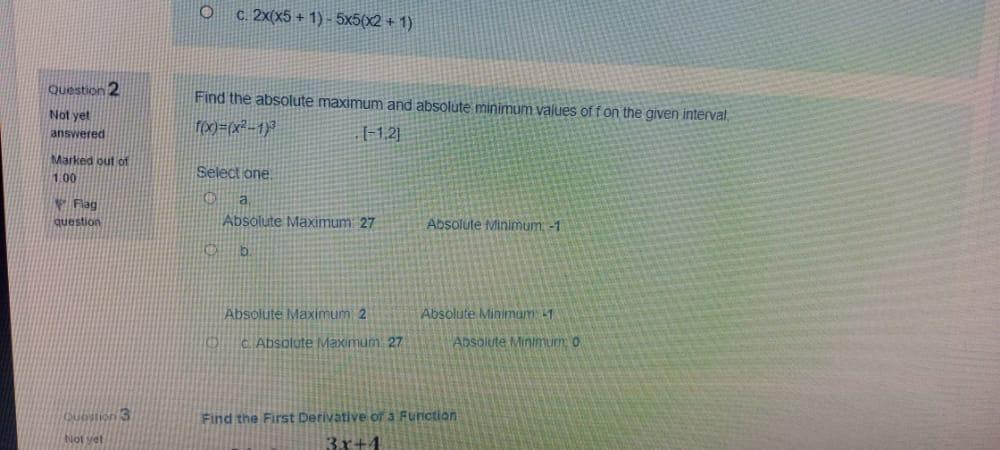 c. 2x(x5 + 1) - 5x5(x2 + 1)
Question 2
Not yet
answered
Marked out of
1.00
Flag
question
Find the absolute maximum and absolute minimum values of f on the given interval.
f(x)=(x²−1)³ , [−1,2]
Select one:
a.
Absolute Maximum: 27 Absolute Minimum: -1
b.
Absolute Maximum: 2 Absolute Minimum: -1
c. Absolute Maximum: 27 Absolute Minimum: 0
Question 3
Not yet
Find the First Derivative of a Function
3x+4